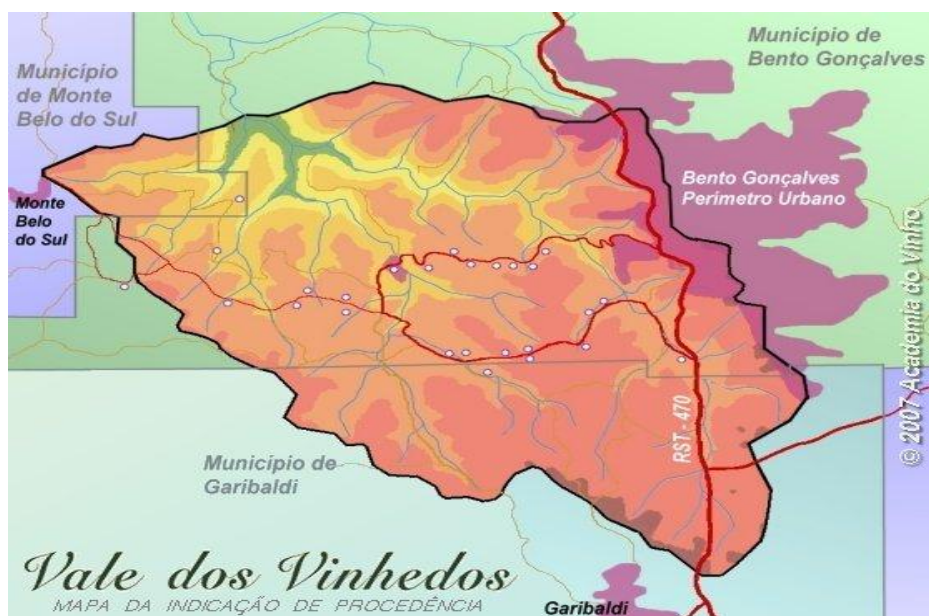 Município de
Bento Gonçalves
Município
de Monte
Belo do Sul
Bento Gonçalves
Perímetro Urbano
Monte
Belo
do Sul
RST - 470
Município de
Garibaldi
Vale dos Vinhedos
MAPA DA INDICAÇÃO DE PROCEDÊNCIA
Garibaldi
© 2007 Academia do Vinho